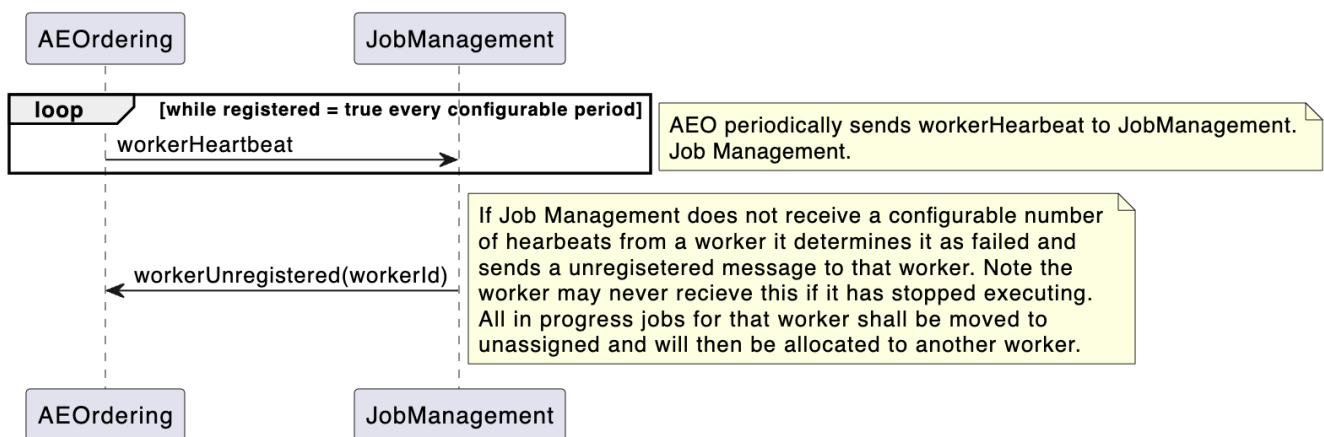 AEOrdering
JobManagement
loop
[while registered = true every configurable period]
workerHeartbeat
AEO periodically sends workerHearbeat to JobManagement.
Job Management.
If Job Management does not receive a configurable number
of hearbeats from a worker it determines it as failed and
sends a unregisetered message to that worker. Note the
worker may never recieve this if it has stopped executing.
All in progress jobs for that worker shall be moved to
unassigned and will then be allocated to another worker.
workerUnregistered(workerId)
AEOrdering
JobManagement